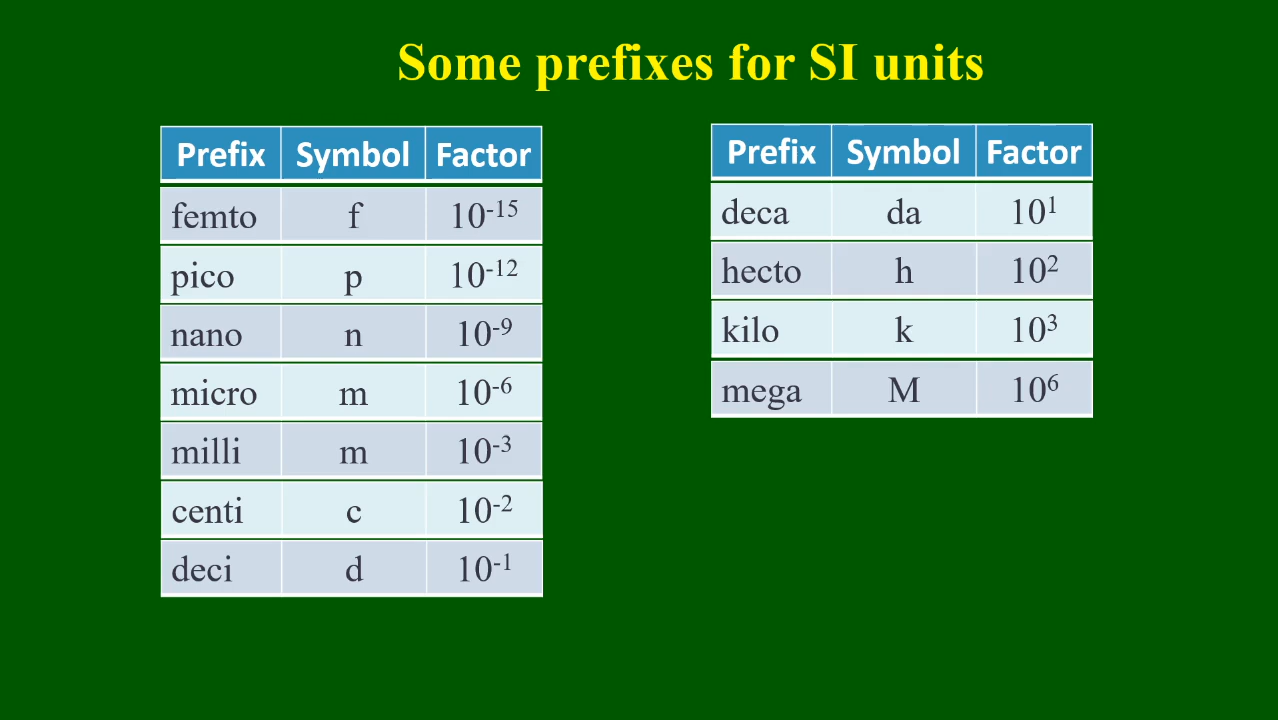 Some prefixes for SI units
Prefix Symbol Factor
femto f 10⁻¹⁵
pico p 10⁻¹²
nano n 10⁻⁹
micro m 10⁻⁶
milli m 10⁻³
centi c 10⁻²
deci d 10⁻¹
Prefix Symbol Factor
deca da 10¹
hecto h 10²
kilo k 10³
mega M 10⁶